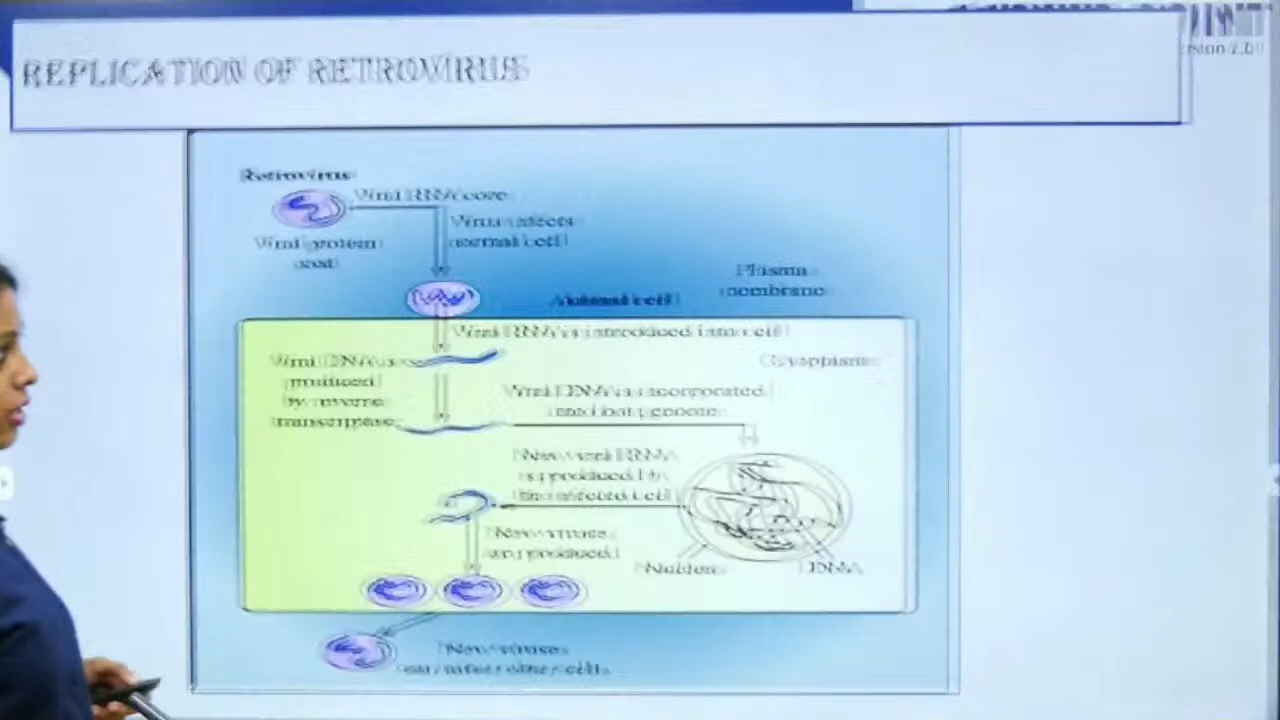 REPLICATION OF RETROVIRUS
Retrovirus
Viral RNA core
Virus infects
normal cell
Viral protein
coat
Plasma
membrane
Animal cell
Viral RNA is introduced into cell
Viral DNA
produced
by reverse
transcriptase
Cytoplasm
Viral DNA is incorporated
into host genome
New viral RNA
is produced by
the infected cell
New viruses
are produced
Nucleus
DNA
New viruses
can infect other cells